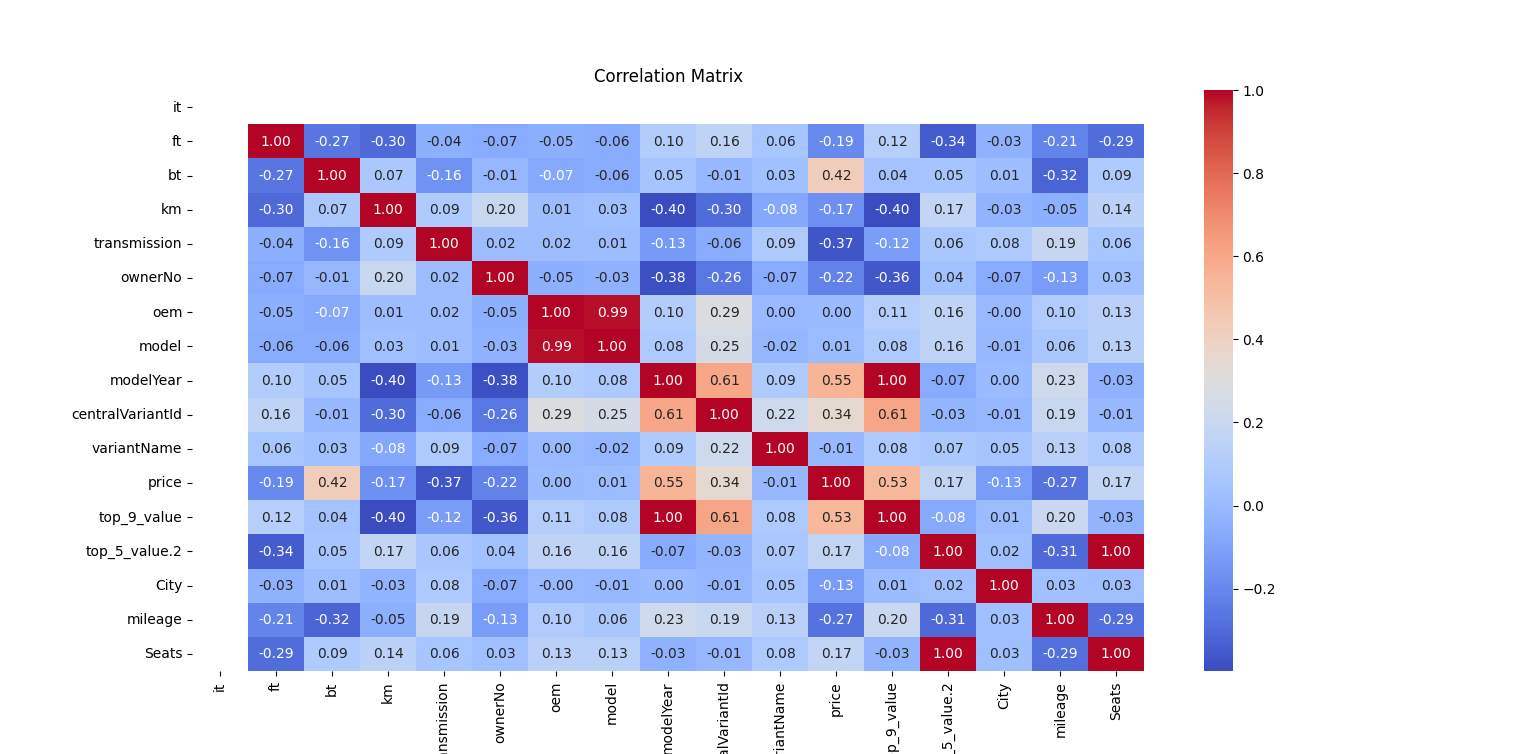 Correlation Matrix
it
ft 1.00 -0.27 -0.30 -0.04 -0.07 -0.05 -0.06 0.10 0.16 0.06 -0.19 0.12 -0.34 -0.03 -0.21 -0.29
bt -0.27 1.00 0.07 -0.16 -0.01 -0.07 -0.06 0.05 -0.01 0.03 0.42 0.04 0.05 0.01 -0.32 0.09
km -0.30 0.07 1.00 0.09 0.20 0.01 0.03 -0.40 -0.30 -0.08 -0.17 -0.40 0.17 -0.03 -0.05 0.14
transmission -0.04 -0.16 0.09 1.00 0.02 0.02 0.01 -0.13 -0.06 0.09 -0.37 -0.12 0.06 0.08 0.19 0.06
ownerNo -0.07 -0.01 0.20 0.02 1.00 -0.05 -0.03 -0.38 -0.26 -0.07 -0.22 -0.36 0.04 -0.07 -0.13 0.03
oem -0.05 -0.07 0.01 0.02 -0.05 1.00 0.99 0.10 0.29 0.00 0.00 0.11 0.16 -0.00 0.10 0.13
model -0.06 -0.06 0.03 0.01 -0.03 0.99 1.00 0.08 0.25 -0.02 0.01 0.08 0.16 -0.01 0.06 0.13
modelYear 0.10 0.05 -0.40 -0.13 -0.38 0.10 0.08 1.00 0.61 0.09 0.55 1.00 -0.07 0.00 0.23 -0.03
centralVariantId 0.16 -0.01 -0.30 -0.06 -0.26 0.29 0.25 0.61 1.00 0.22 0.34 0.61 -0.03 -0.01 0.19 -0.01
variantName 0.06 0.03 -0.08 0.09 -0.07 0.00 -0.02 0.09 0.22 1.00 -0.01 0.08 0.07 0.05 0.13 0.08
price -0.19 0.42 -0.17 -0.37 -0.22 0.00 0.01 0.55 0.34 -0.01 1.00 0.53 0.17 -0.13 -0.27 0.17
top_9_value 0.12 0.04 -0.40 -0.12 -0.36 0.11 0.08 1.00 0.61 0.08 0.53 1.00 -0.08 0.01 0.20 -0.03
top_5_value.2 -0.34 0.05 0.17 0.06 0.04 0.16 0.16 -0.07 -0.03 0.07 0.17 -0.08 1.00 0.02 -0.31 1.00
City -0.03 0.01 -0.03 0.08 -0.07 -0.00 -0.01 0.00 -0.01 0.05 -0.13 0.01 0.02 1.00 0.03 0.03
mileage -0.21 -0.32 -0.05 0.19 -0.13 0.10 0.06 0.23 0.19 0.13 -0.27 0.20 -0.31 0.03 1.00 -0.29
Seats -0.29 0.09 0.14 0.06 0.03 0.13 0.13 -0.03 -0.01 0.08 0.17 -0.03 1.00 0.03 -0.29 1.00
it ft bt km nsmission ownerNo oem model modelYear alVariantId iantName price p_9_value _5_value.2 City mileage Seats
1.0
0.8
0.6
0.4
0.2
0.0
−0.2